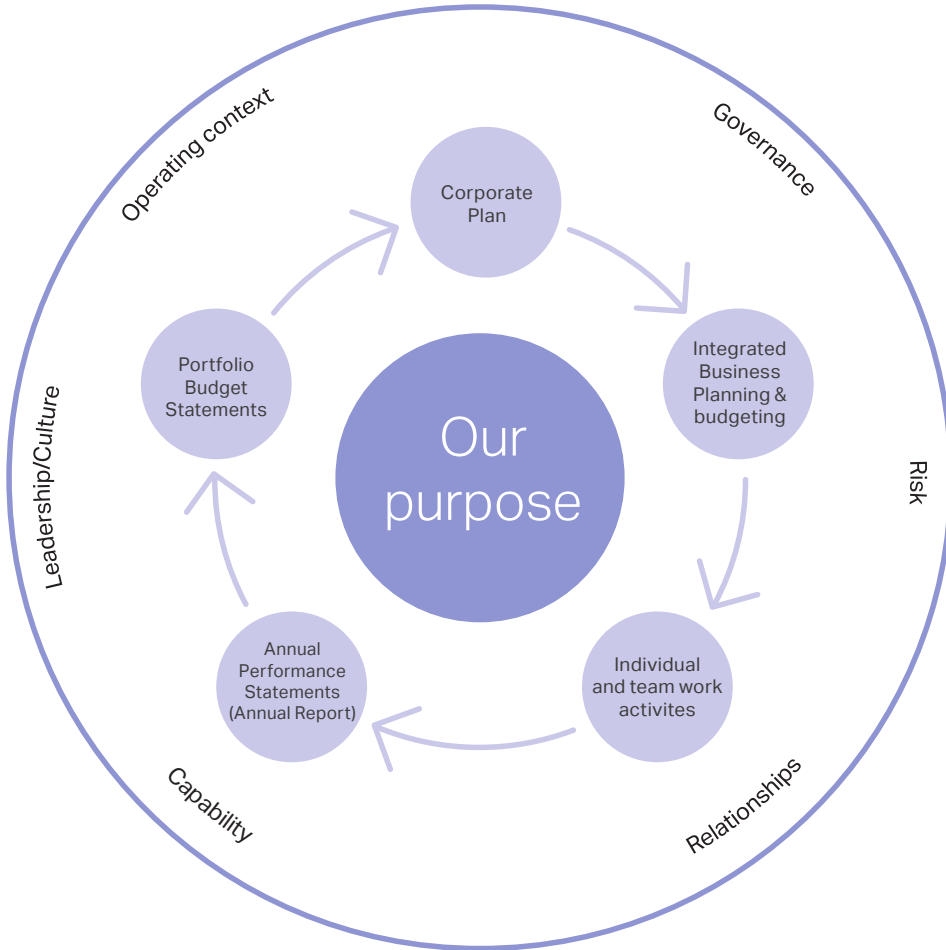 Operating context
Governance
Corporate
Plan
Portfolio
Budget
Statements
Integrated
Business
Planning &
budgeting
Our
purpose
Leadership/Culture
Risk
Annual
Performance
Statements
(Annual Report)
Individual
and team work
activites
Capability
Relationships